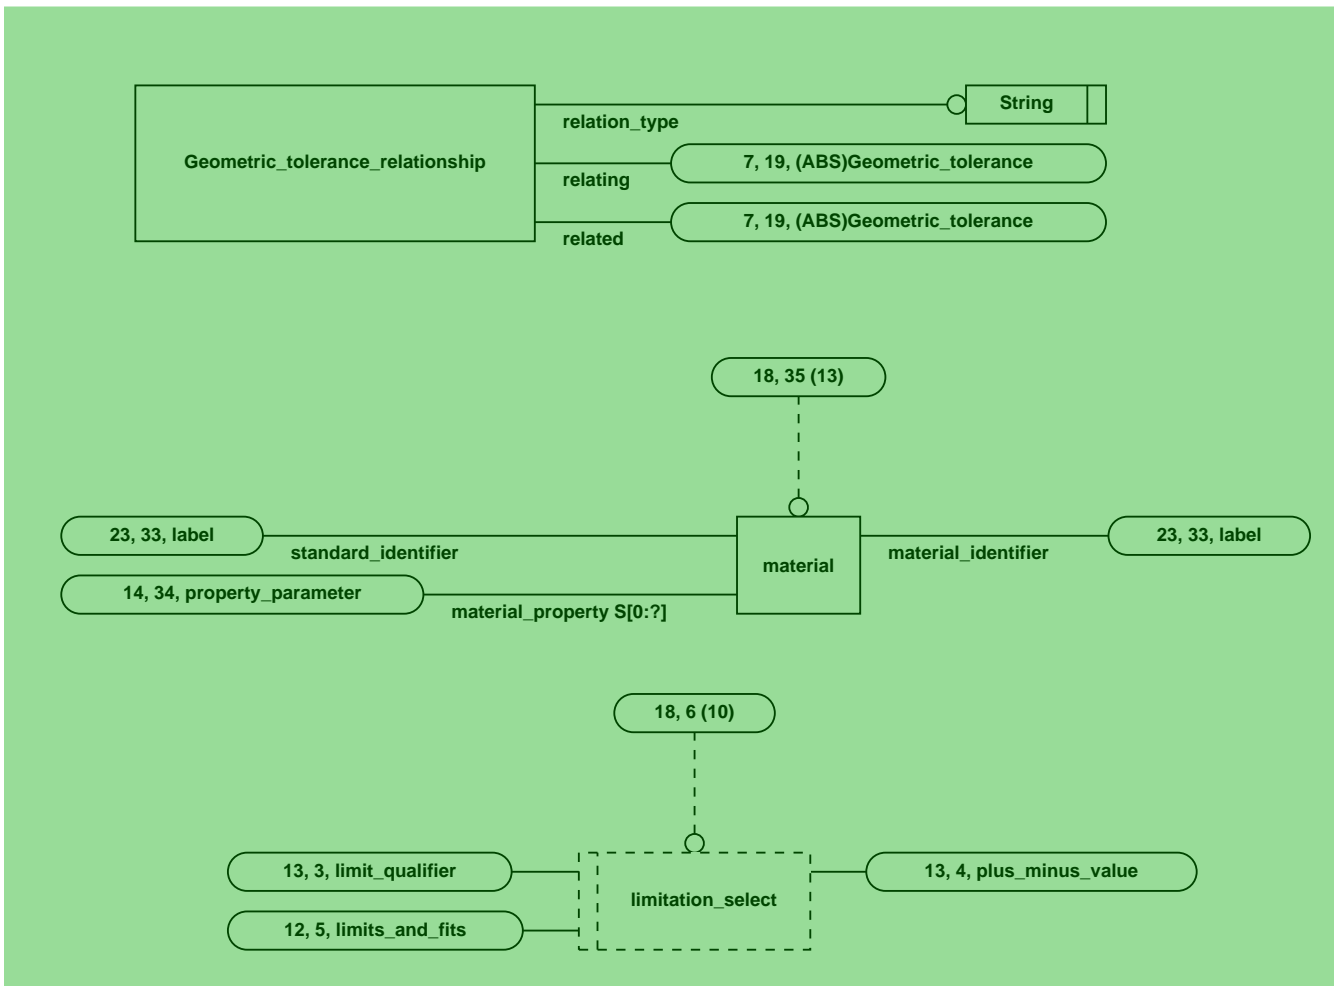 String
relation_type
Geometric_tolerance_relationship
7, 19, (ABS)Geometric_tolerance
relating
7, 19, (ABS)Geometric_tolerance
related
18, 35 (13)
23, 33, label
standard_identifier
material
material_identifier
23, 33, label
14, 34, property_parameter
material_property S[0:?]
18, 6 (10)
13, 3, limit_qualifier
limitation_select
13, 4, plus_minus_value
12, 5, limits_and_fits